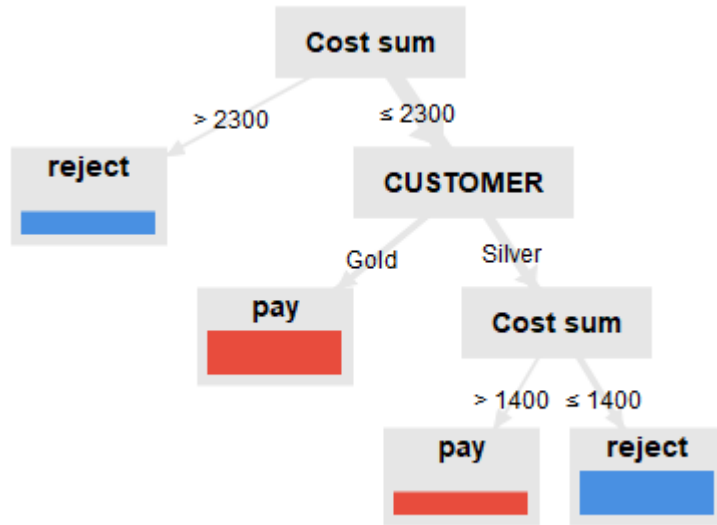 Cost sum
> 2300
≤ 2300
reject
CUSTOMER
Gold
Silver
pay
Cost sum
> 1400
≤ 1400
pay
reject